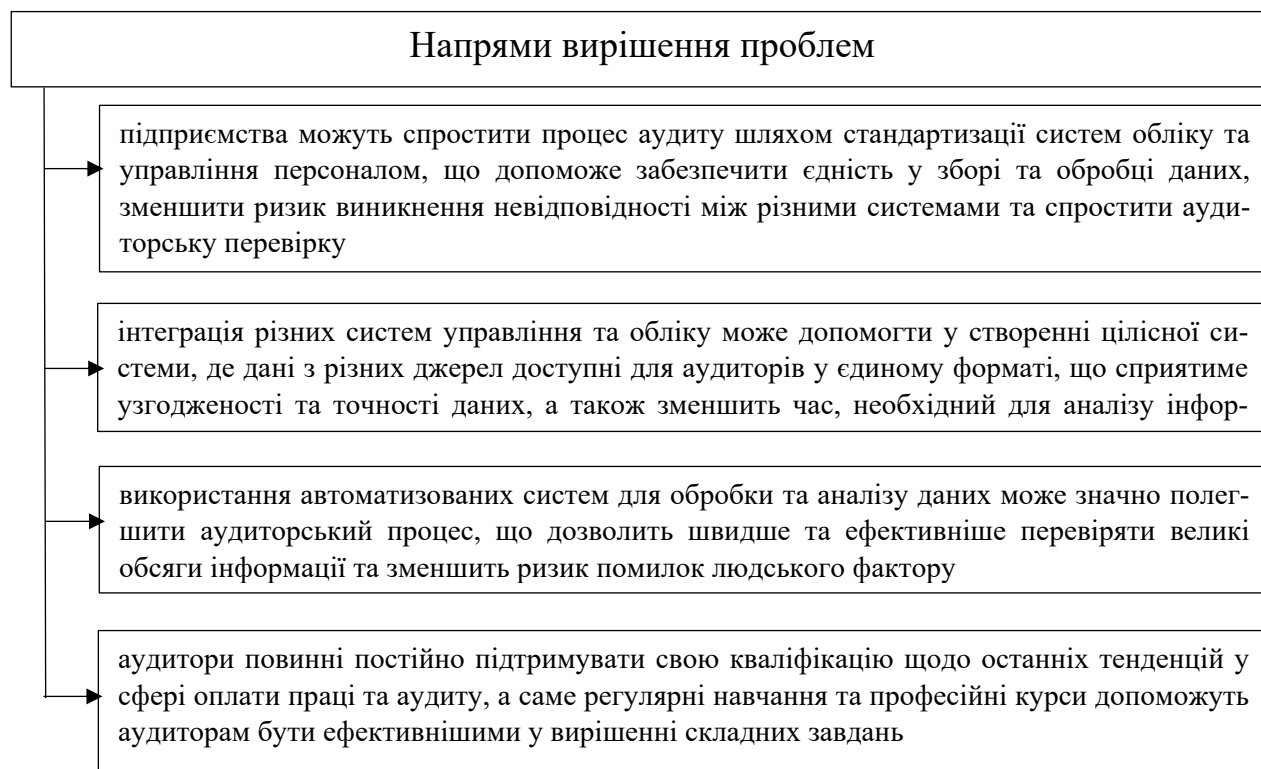 Напрями вирішення проблем
підприємства можуть спростити процес аудиту шляхом стандартизації систем обліку та
управління персоналом, що допоможе забезпечити єдність у зборі та обробці даних,
зменшити ризик виникнення невідповідності між різними системами та спростити ауди-
торську перевірку
інтеграція різних систем управління та обліку може допомогти у створенні цілісної си-
стеми, де дані з різних джерел доступні для аудиторів у єдиному форматі, що сприятиме
узгодженості та точності даних, а також зменшить час, необхідний для аналізу інфор-
використання автоматизованих систем для обробки та аналізу даних може значно полег-
шити аудиторський процес, що дозволить швидше та ефективніше перевіряти великі
обсяги інформації та зменшить ризик помилок людського фактору
аудитори повинні постійно підтримувати свою кваліфікацію щодо останніх тенденцій у
сфері оплати праці та аудиту, а саме регулярні навчання та професійні курси допоможуть
аудиторам бути ефективнішими у вирішенні складних завдань